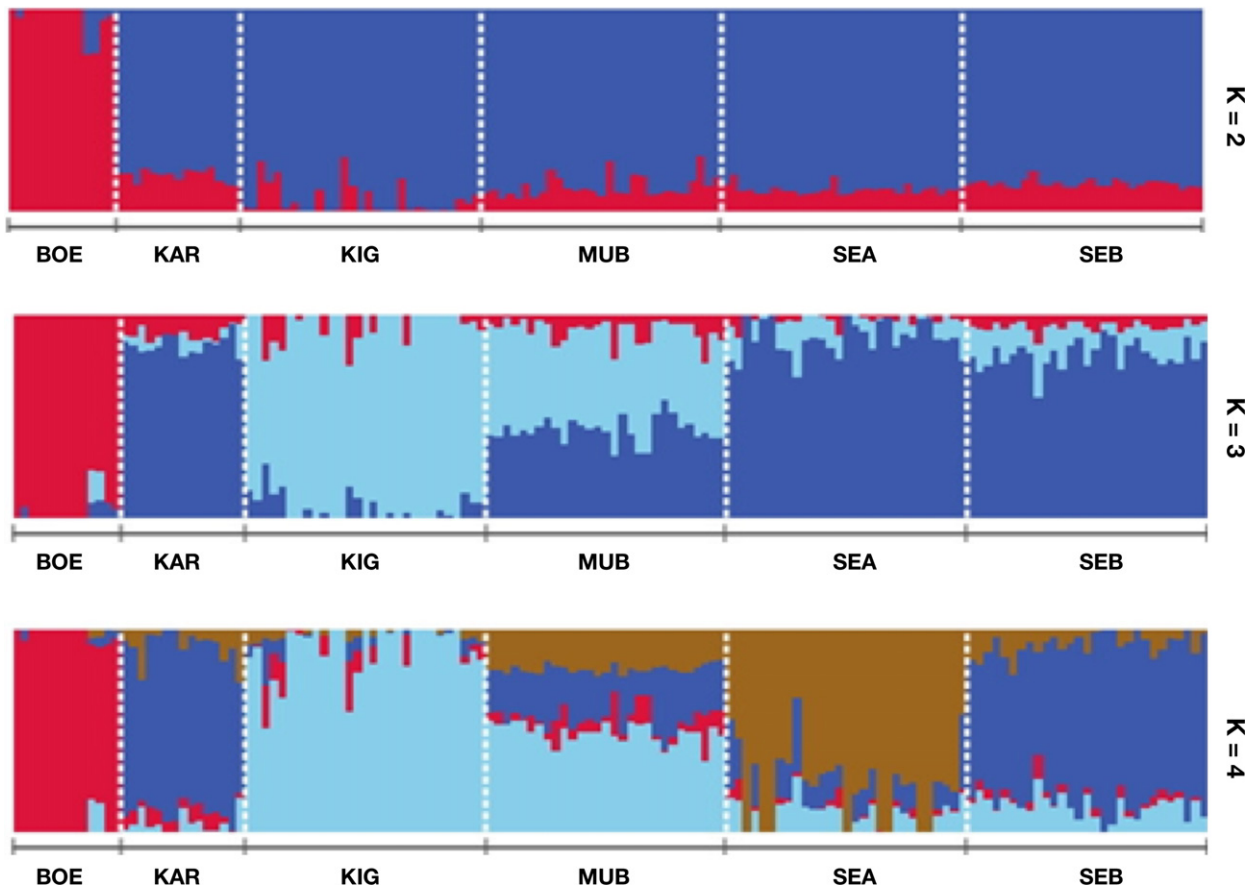 K = 2
BOE KAR KIG MUB SEA SEB
K = 3
BOE KAR KIG MUB SEA SEB
K = 4
BOE KAR KIG MUB SEA SEB